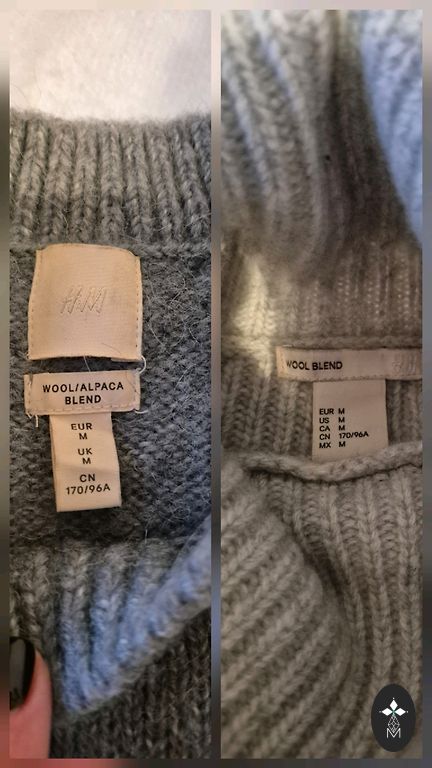 H&M
WOOL/ALPACA
BLEND
EUR
M
UK
M
CN
170/96A
WOOL BLEND
EUR M
US M
CA M
CN 170/96A
MX M
M